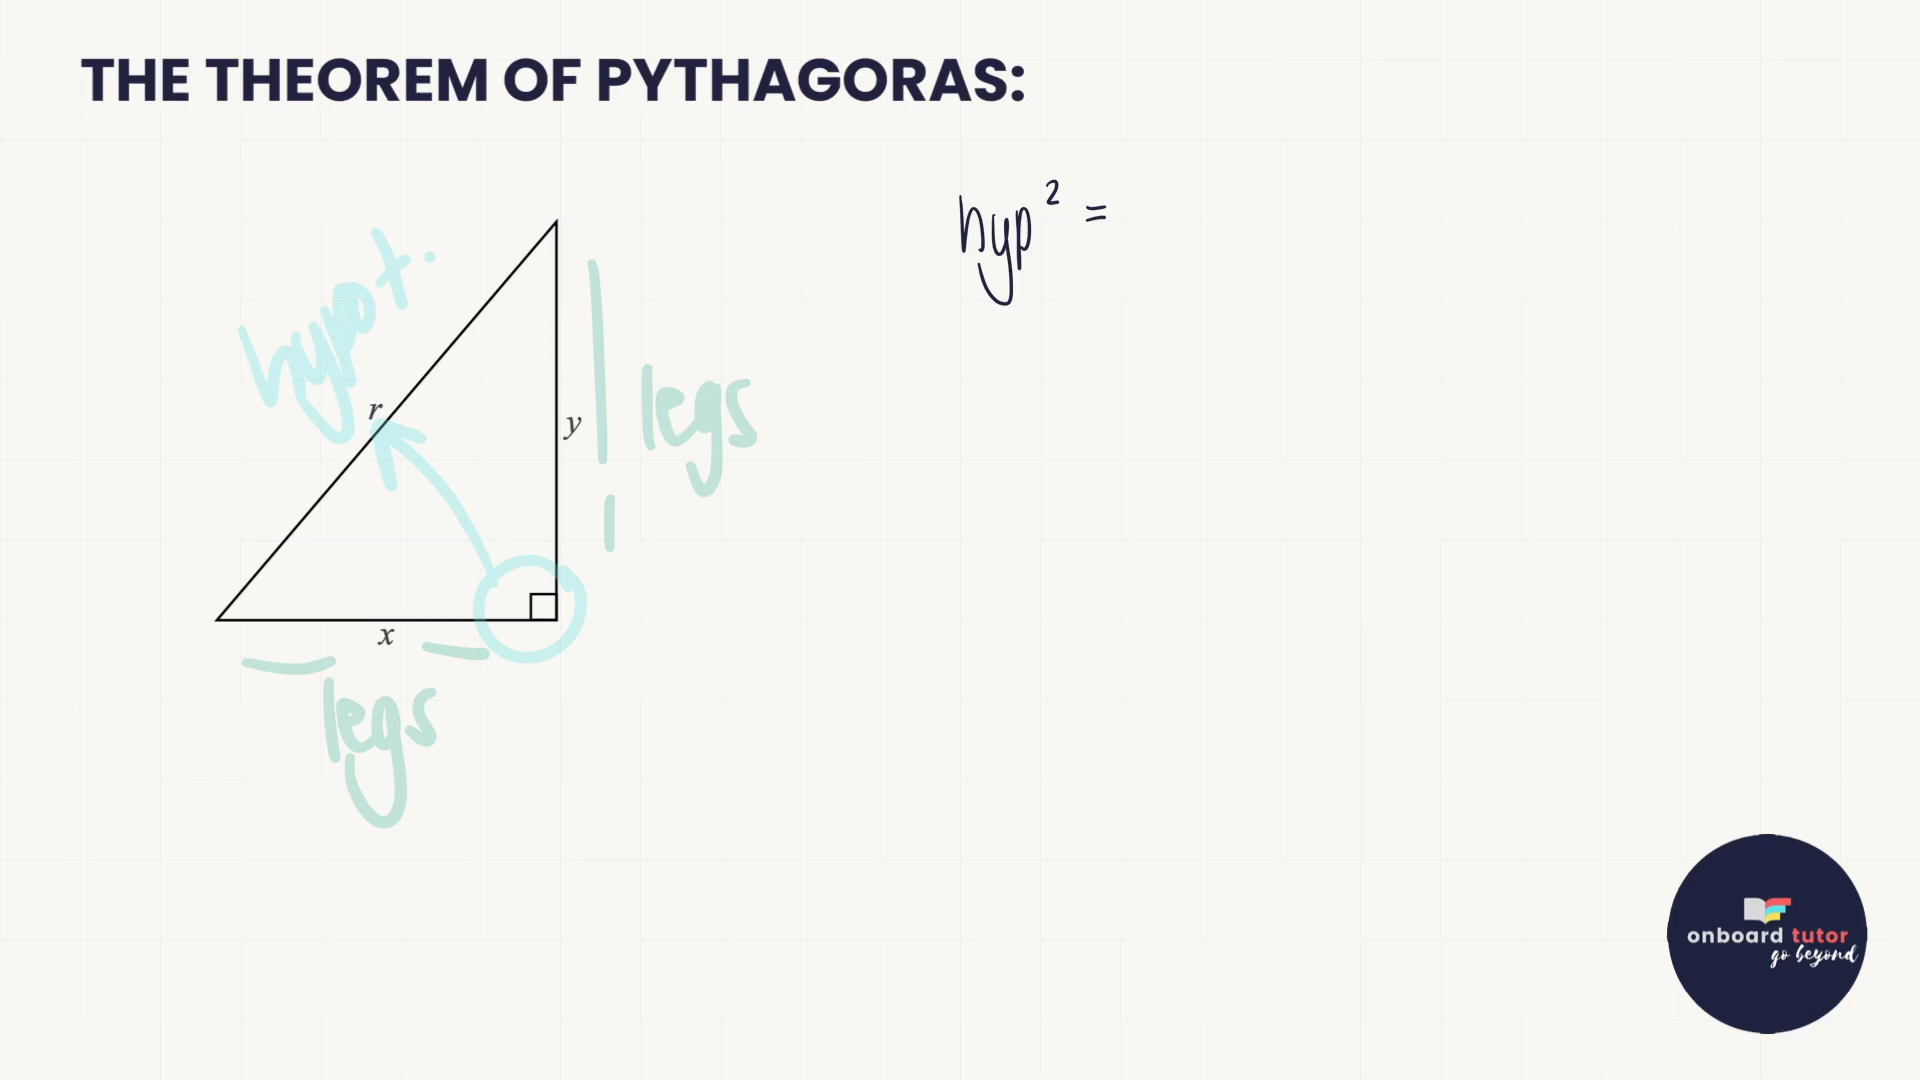 THE THEOREM OF PYTHAGORAS:
hyp² =
hypot.
r
y
legs
x
legs
onboard tutor
go beyond